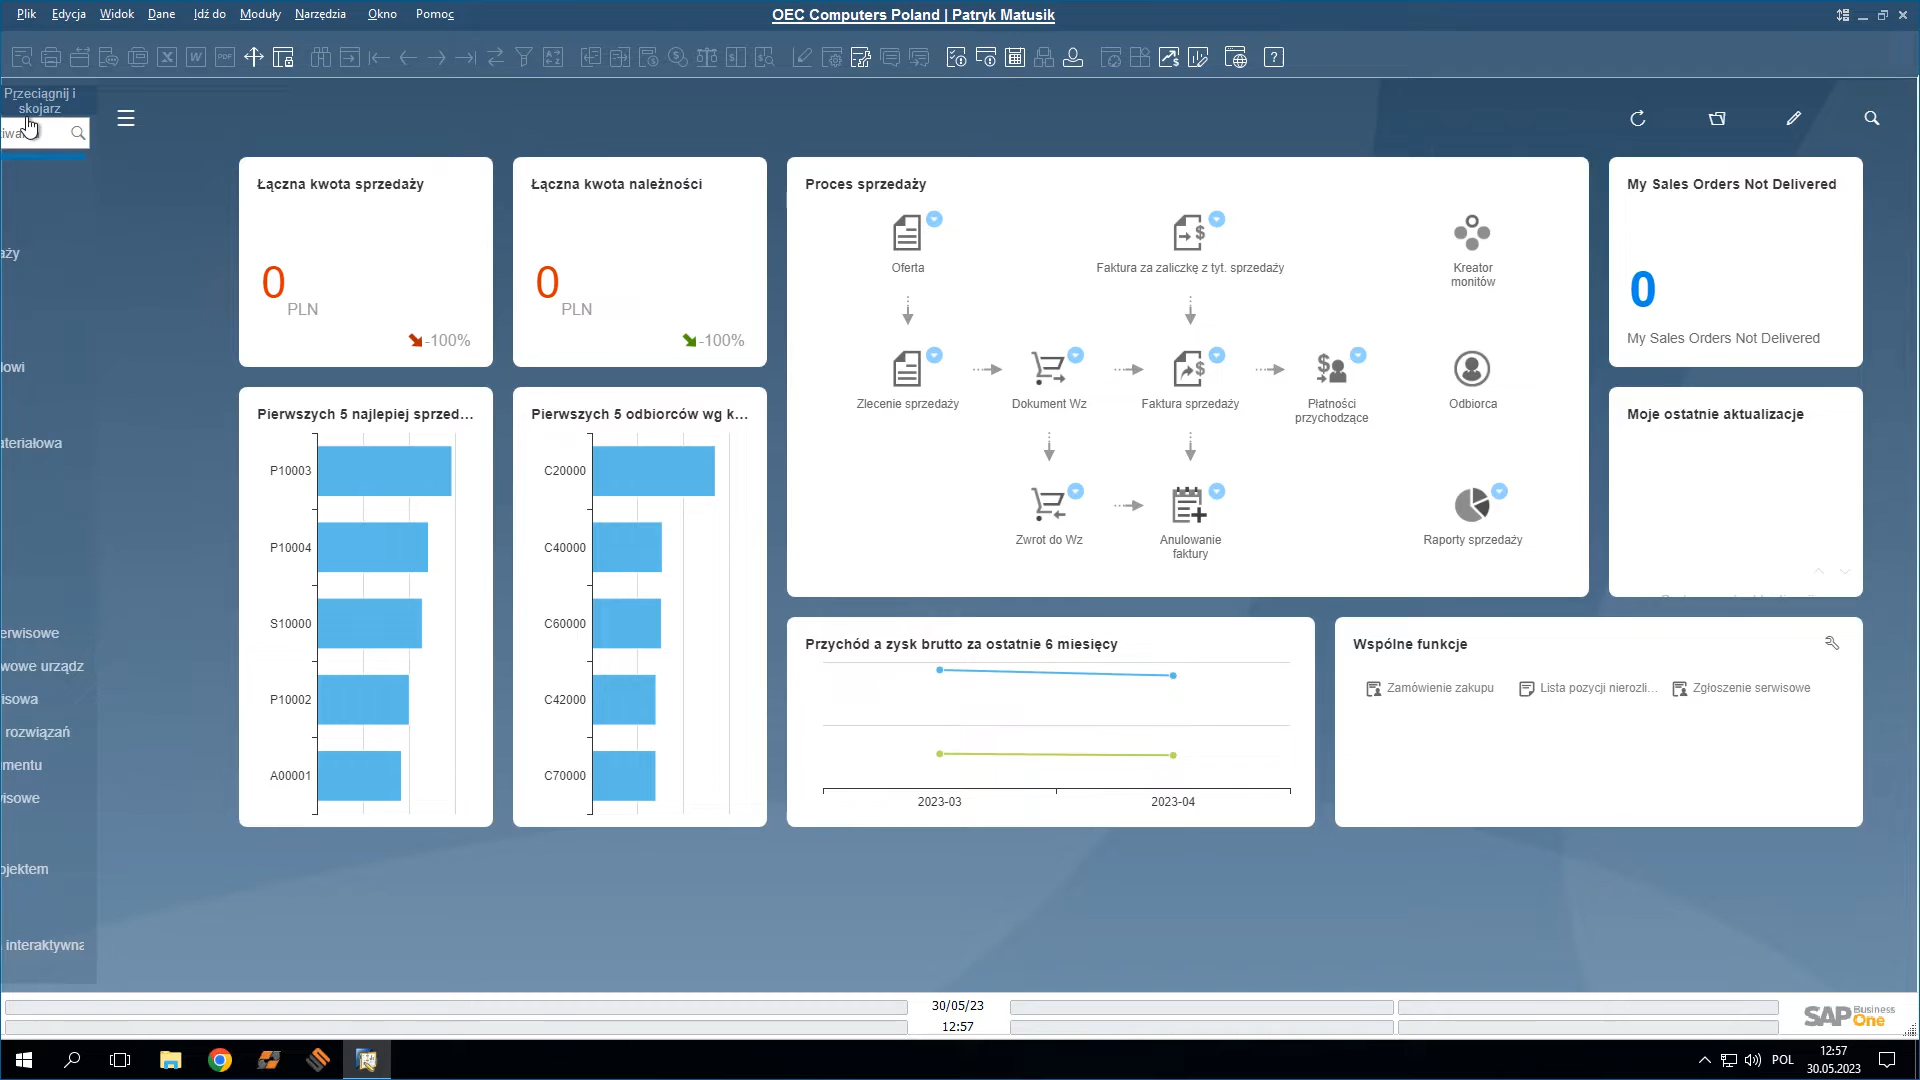 Plik Edycja Widok Dane Idź do Moduły Narzędzia Okno Pomoc
OEC Computers Poland | Patryk Matusik
Przeciągnij i
skojarz
aży
lowi
ateriałowa
erwisowe
wowe urządz
isowa
rozwiązań
mentu
visowe
ojektem
interaktywna
Łączna kwota sprzedaży
0
PLN
-100%
Łączna kwota należności
0
PLN
-100%
Proces sprzedaży
Oferta
Faktura za zaliczkę z tyt. sprzedaży
Kreator
monitów
Zlecenie sprzedaży
Dokument Wz
Faktura sprzedaży
Płatności
przychodzące
Odbiorca
Zwrot do Wz
Anulowanie
faktury
Raporty sprzedaży
My Sales Orders Not Delivered
0
My Sales Orders Not Delivered
Pierwszych 5 najlepiej sprzed...
P10003
P10004
S10000
P10002
A00001
Pierwszych 5 odbiorców wg k...
C20000
C40000
C60000
C42000
C70000
Moje ostatnie aktualizacje
Przychód a zysk brutto za ostatnie 6 miesięcy
2023-03
2023-04
Wspólne funkcje
Zamówienie zakupu
Lista pozycji nierozli...
Zgłoszenie serwisowe
30/05/23
12:57
SAP Business
One
POL
12:57
30.05.2023